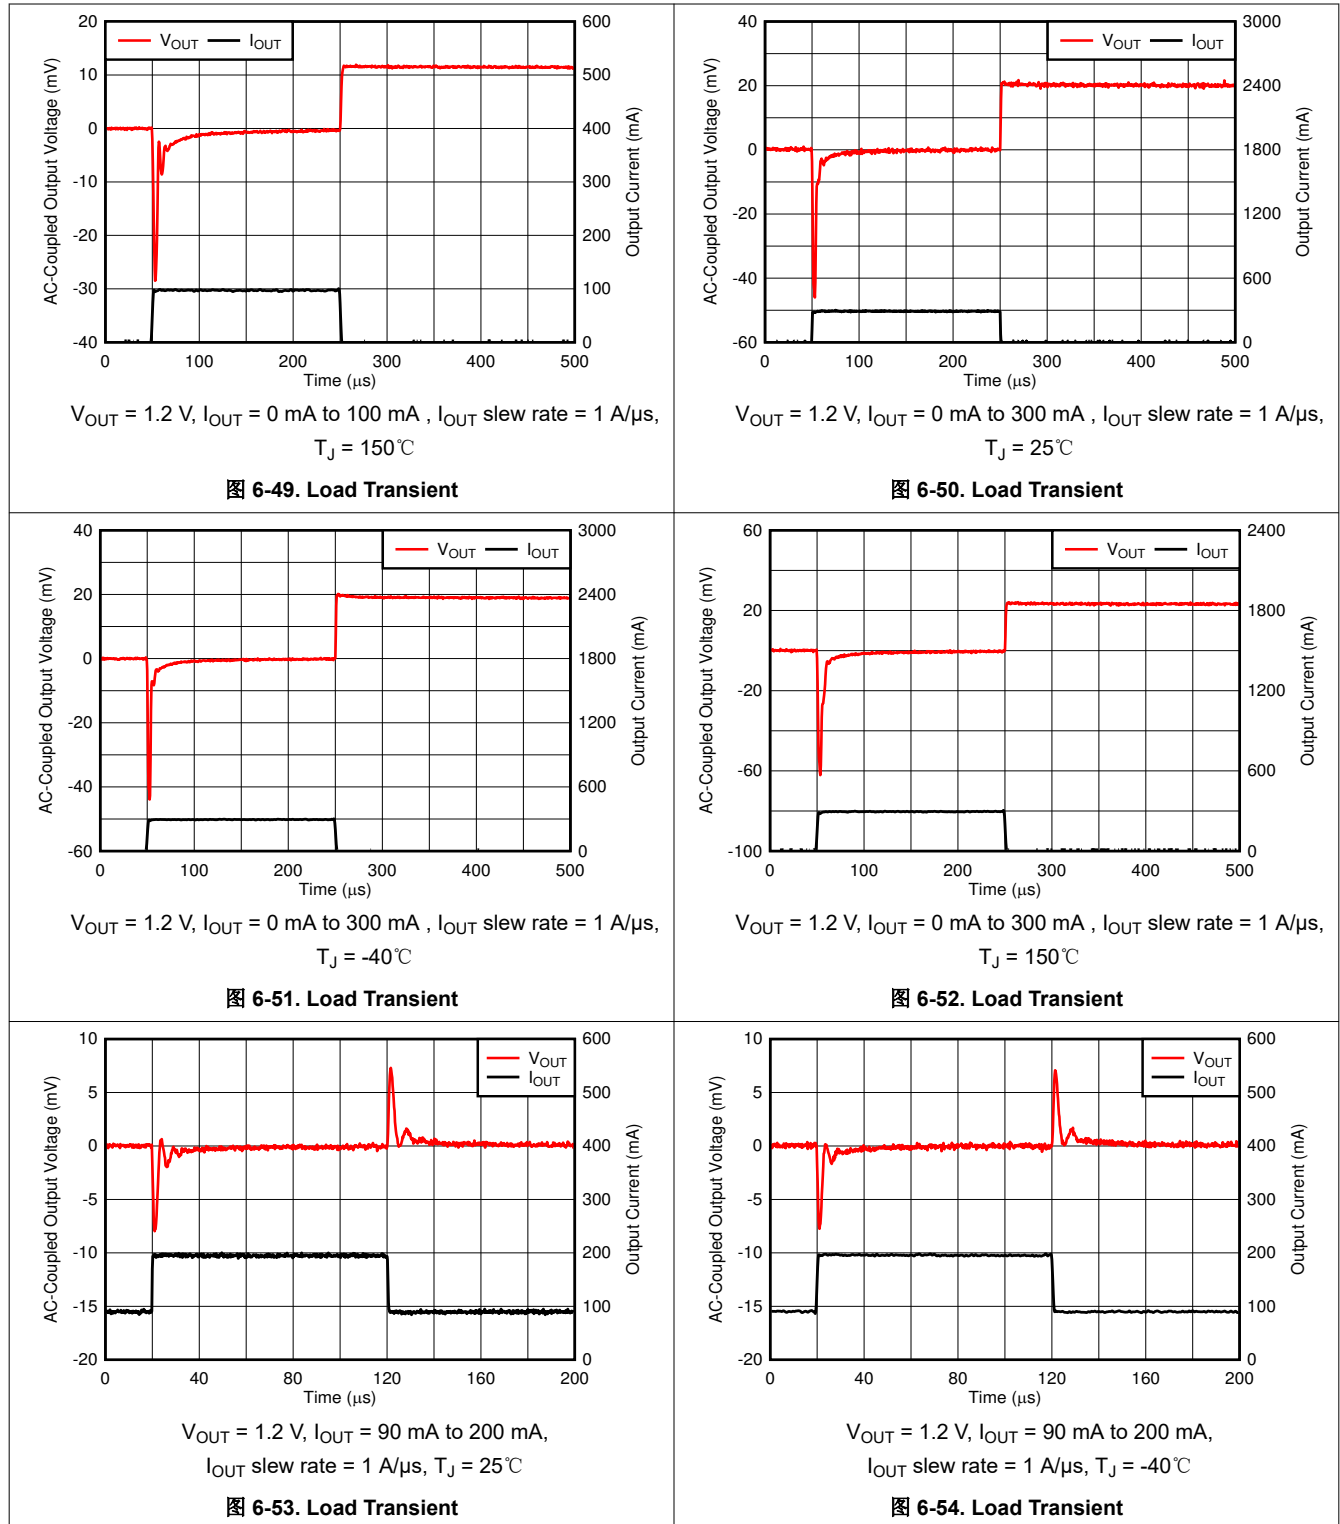 20
10
0
-10
-20
-30
-40
AC-Coupled Output Voltage (mV)
600
500
400
300
200
100
0
Output Current (mA)
VOUT IOUT
0 100 200 300 400 500
Time (μs)
VOUT = 1.2 V, IOUT = 0 mA to 100 mA , IOUT slew rate = 1 A/μs,
TJ = 150℃
图 6-49. Load Transient
40
20
0
-20
-40
-60
AC-Coupled Output Voltage (mV)
3000
2400
1800
1200
600
0
Output Current (mA)
VOUT IOUT
0 100 200 300 400 500
Time (μs)
VOUT = 1.2 V, IOUT = 0 mA to 300 mA , IOUT slew rate = 1 A/μs,
TJ = 25℃
图 6-50. Load Transient
40
20
0
-20
-40
-60
AC-Coupled Output Voltage (mV)
3000
2400
1800
1200
600
0
Output Current (mA)
VOUT IOUT
0 100 200 300 400 500
Time (μs)
VOUT = 1.2 V, IOUT = 0 mA to 300 mA , IOUT slew rate = 1 A/μs,
TJ = -40℃
图 6-51. Load Transient
60
20
-20
-60
-100
AC-Coupled Output Voltage (mV)
2400
1800
1200
600
0
Output Current (mA)
VOUT IOUT
0 100 200 300 400 500
Time (μs)
VOUT = 1.2 V, IOUT = 0 mA to 300 mA , IOUT slew rate = 1 A/μs,
TJ = 150℃
图 6-52. Load Transient
10
5
0
-5
-10
-15
-20
AC-Coupled Output Voltage (mV)
600
500
400
300
200
100
0
Output Current (mA)
VOUT
IOUT
0 40 80 120 160 200
Time (μs)
VOUT = 1.2 V, IOUT = 90 mA to 200 mA,
IOUT slew rate = 1 A/μs, TJ = 25℃
图 6-53. Load Transient
10
5
0
-5
-10
-15
-20
AC-Coupled Output Voltage (mV)
600
500
400
300
200
100
0
Output Current (mA)
VOUT
IOUT
0 40 80 120 160 200
Time (μs)
VOUT = 1.2 V, IOUT = 90 mA to 200 mA,
IOUT slew rate = 1 A/μs, TJ = -40℃
图 6-54. Load Transient